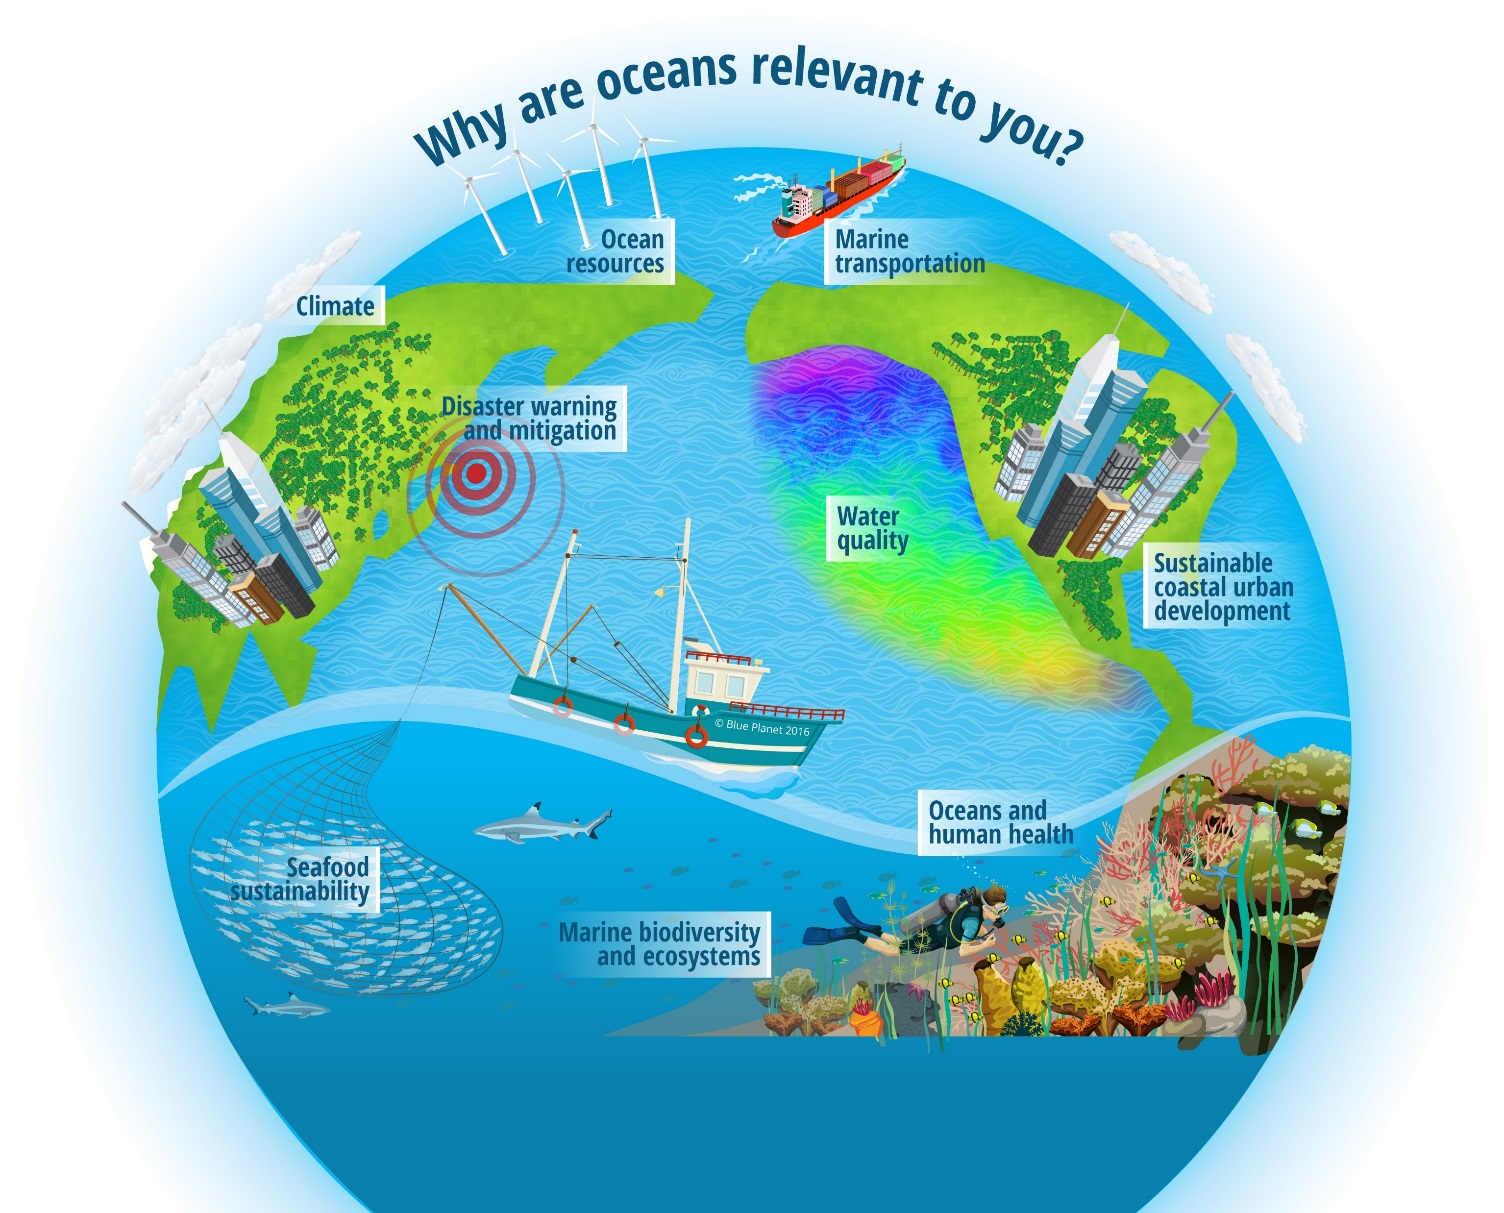 Why are oceans relevant to you?
Ocean
resources
Marine
transportation
Climate
Disaster warning
and mitigation
Water
quality
Sustainable
coastal urban
development
© Blue Planet 2016
Oceans and
human health
Seafood
sustainability
Marine biodiversity
and ecosystems